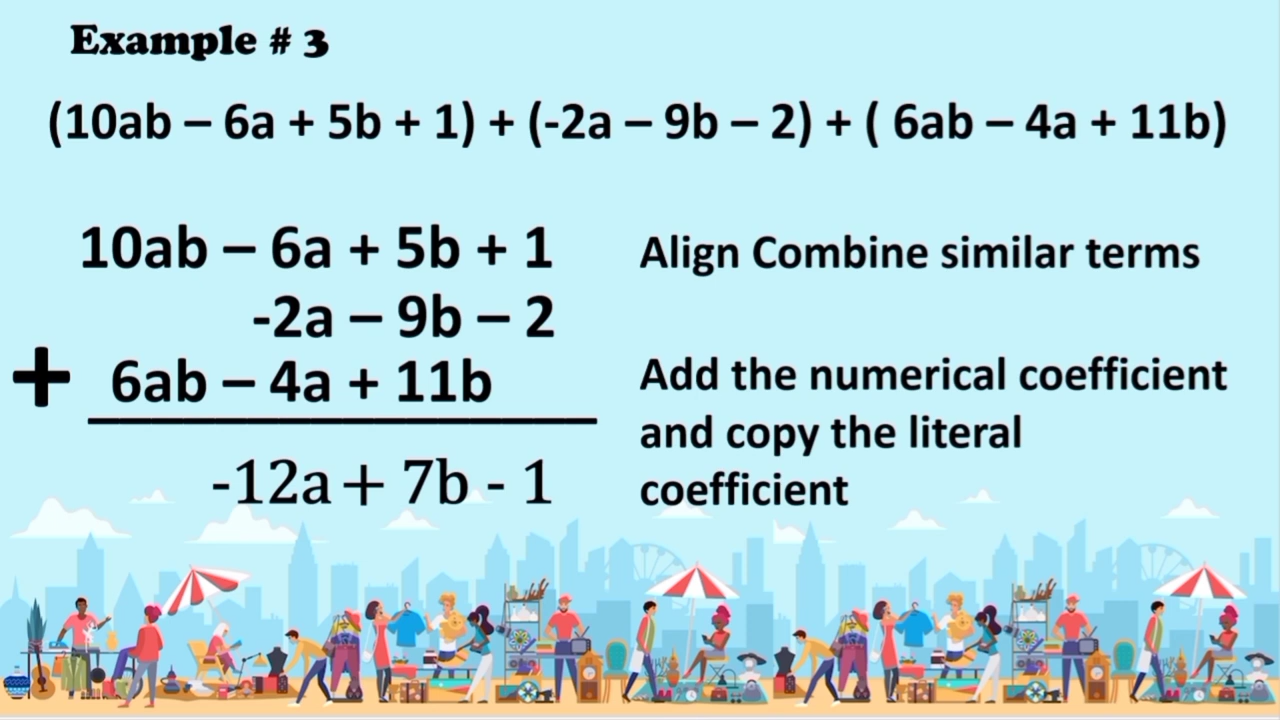 Example # 3
(10ab – 6a + 5b + 1) + (-2a – 9b – 2) + ( 6ab – 4a + 11b)
10ab – 6a + 5b + 1
Align Combine similar terms
-2a – 9b – 2
+ 6ab – 4a + 11b
Add the numerical coefficient
and copy the literal
coefficient
-12a + 7b - 1